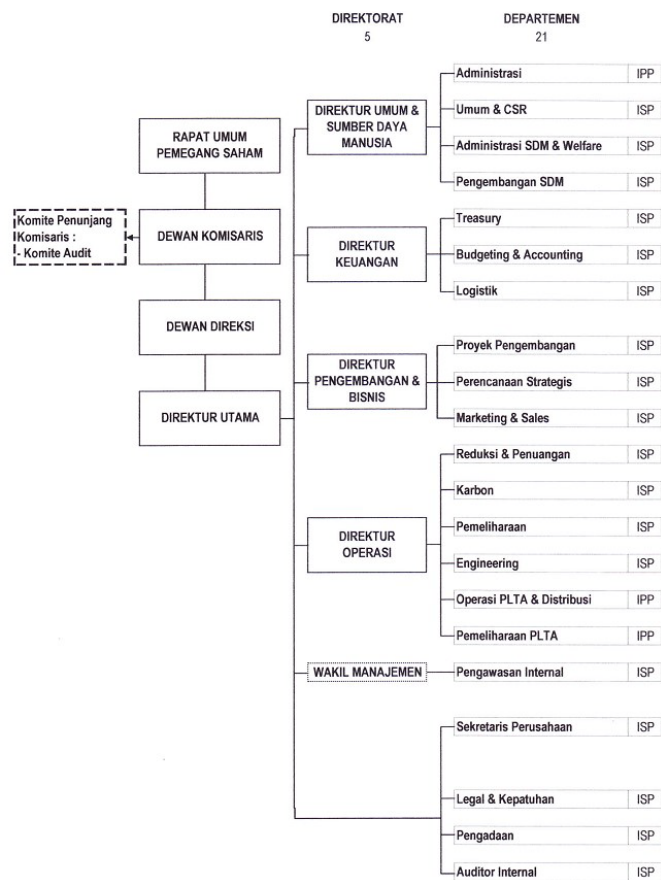 DIREKTORAT
5
DEPARTEMEN
21
RAPAT UMUM
PEMEGANG SAHAM
Komite Penunjang
Komisaris :
- Komite Audit
DEWAN KOMISARIS
DEWAN DIREKSI
DIREKTUR UTAMA
DIREKTUR UMUM &
SUMBER DAYA
MANUSIA
Administrasi IPP
Umum & CSR ISP
Administrasi SDM & Welfare ISP
Pengembangan SDM ISP
DIREKTUR
KEUANGAN
Treasury ISP
Budgeting & Accounting ISP
Logistik ISP
DIREKTUR
PENGEMBANGAN &
BISNIS
Proyek Pengembangan ISP
Perencanaan Strategis ISP
Marketing & Sales ISP
DIREKTUR
OPERASI
Reduksi & Penuangan ISP
Karbon ISP
Pemeliharaan ISP
Engineering ISP
Operasi PLTA & Distribusi IPP
Pemeliharaan PLTA IPP
WAKIL MANAJEMEN
Pengawasan Internal ISP
Sekretaris Perusahaan ISP
Legal & Kepatuhan ISP
Pengadaan ISP
Auditor Internal ISP